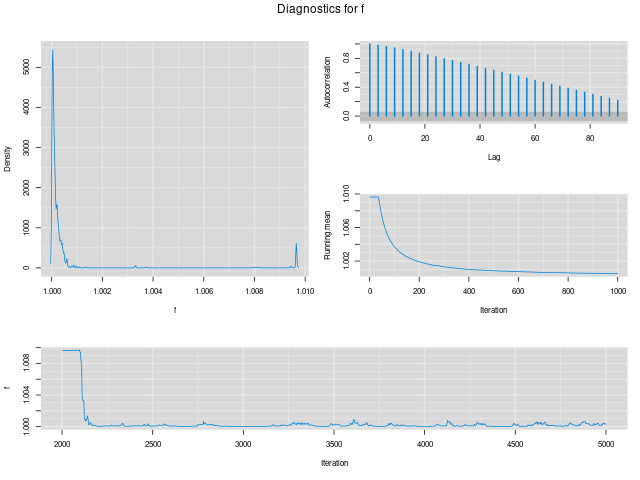 Diagnostics for f
Density
0 1000 2000 3000 4000 5000
1.000 1.002 1.004 1.006 1.008 1.010
f
Autocorrelation
0.0 0.4 0.8
0 20 40 60 80
Lag
Running mean
1.002 1.006 1.010
0 200 400 600 800 1000
Iteration
f
1.000 1.004 1.008
2000 2500 3000 3500 4000 4500 5000
Iteration